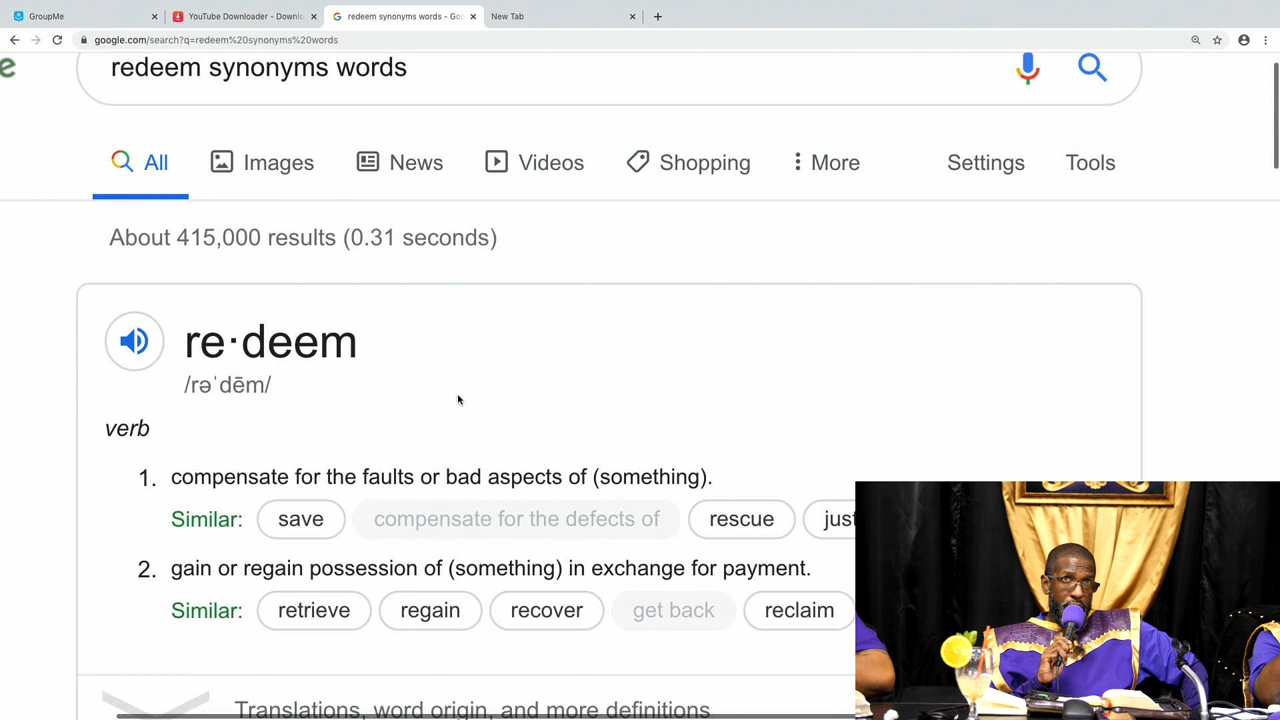 GroupMe
YouTube Downloader - Downlo
redeem synonyms words - Goo
New Tab
google.com/search?q=redeem%20synonyms%20words
e
redeem synonyms words
All Images News Videos Shopping More Settings Tools
About 415,000 results (0.31 seconds)
re·deem
/rəˈdēm/
verb
1. compensate for the faults or bad aspects of (something).
Similar: save compensate for the defects of rescue just
2. gain or regain possession of (something) in exchange for payment.
Similar: retrieve regain recover get back reclaim
Translations, word origin, and more definitions